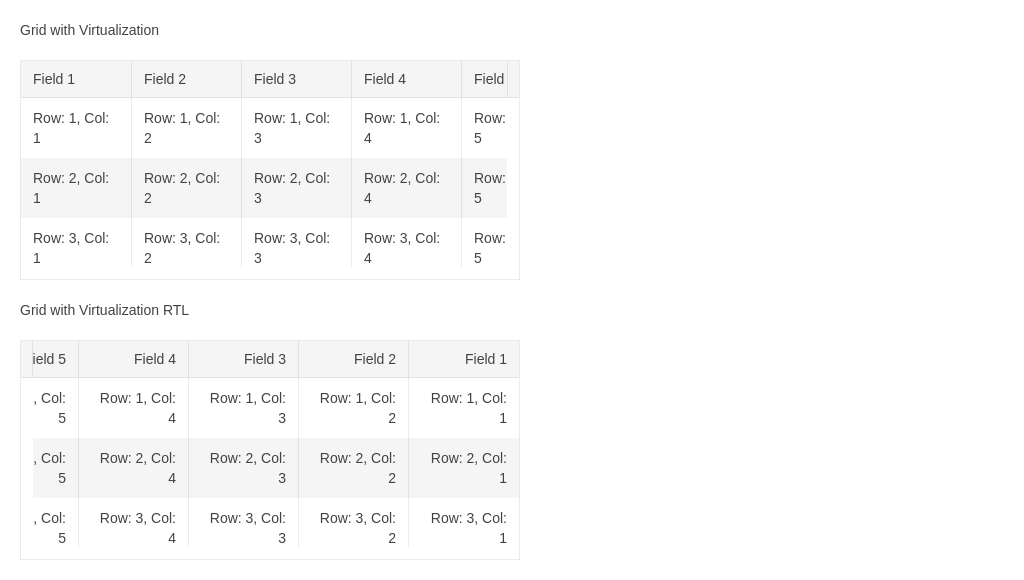 Grid with Virtualization
Field 1 Field 2 Field 3 Field 4 Field
Row: 1, Col: Row: 1, Col: Row: 1, Col: Row: 1, Col: Row:
1 2 3 4 5
Row: 2, Col: Row: 2, Col: Row: 2, Col: Row: 2, Col: Row:
1 2 3 4 5
Row: 3, Col: Row: 3, Col: Row: 3, Col: Row: 3, Col: Row:
1 2 3 4 5
Grid with Virtualization RTL
ield 5 Field 4 Field 3 Field 2 Field 1
, Col: Row: 1, Col: Row: 1, Col: Row: 1, Col: Row: 1, Col:
5 4 3 2 1
, Col: Row: 2, Col: Row: 2, Col: Row: 2, Col: Row: 2, Col:
5 4 3 2 1
, Col: Row: 3, Col: Row: 3, Col: Row: 3, Col: Row: 3, Col:
5 4 3 2 1